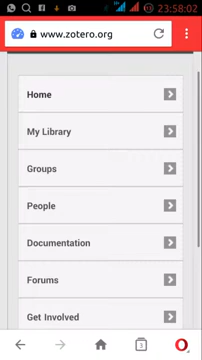 23:58:02
www.zotero.org
Home
My Library
Groups
People
Documentation
Forums
Get Involved
3